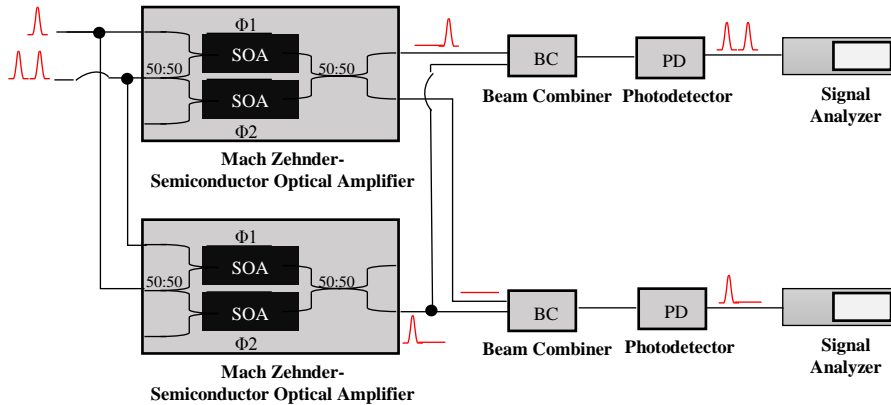 Φ1
SOA
50:50
50:50
SOA
Φ2
Mach Zehnder-
Semiconductor Optical Amplifier
BC
Beam Combiner
PD
Photodetector
Signal
Analyzer
Φ1
SOA
50:50
50:50
SOA
Φ2
Mach Zehnder-
Semiconductor Optical Amplifier
BC
Beam Combiner
PD
Photodetector
Signal
Analyzer